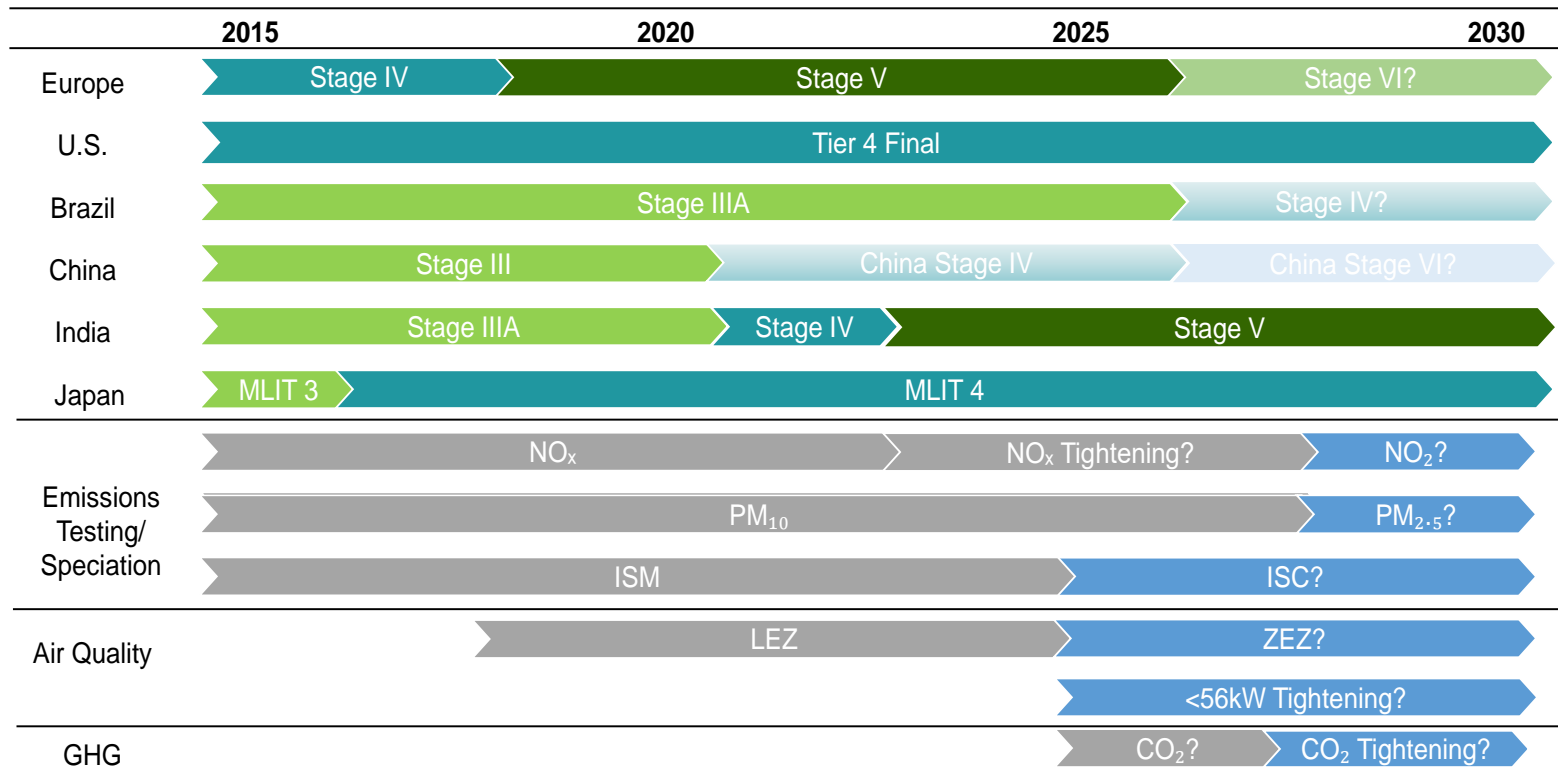 2015 2020 2025 2030
Europe Stage IV Stage V Stage VI?
U.S. Tier 4 Final
Brazil Stage IIIA Stage IV?
China Stage III China Stage IV China Stage VI?
India Stage IIIA Stage IV Stage V
Japan MLIT 3 MLIT 4
Emissions
Testing/
Speciation
NOₓ NOₓ Tightening? NO₂?
PM₁₀ PM₂.₅?
ISM ISC?
Air Quality
LEZ ZEZ?
<56kW Tightening?
GHG CO₂? CO₂ Tightening?